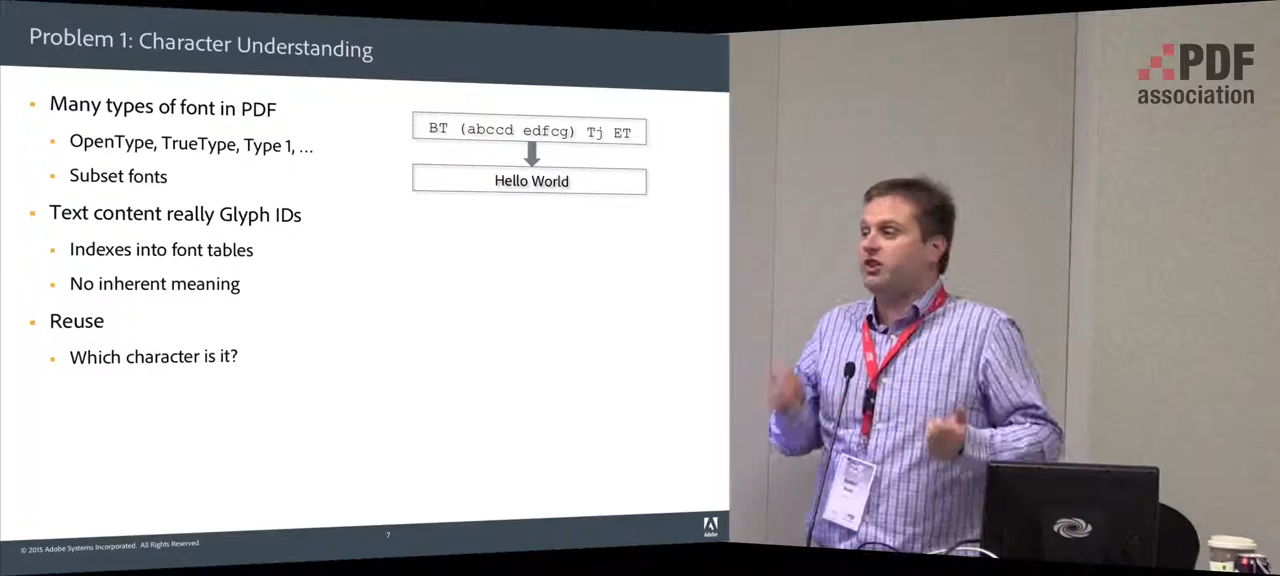 Problem 1: Character Understanding
Many types of font in PDF
OpenType, TrueType, Type 1, ...
Subset fonts
Text content really Glyph IDs
Indexes into font tables
No inherent meaning
Reuse
Which character is it?
BT (abccd edfcg) Tj ET
Hello World
© 2015 Adobe Systems Incorporated. All Rights Reserved.
7
Adobe
PDF
association